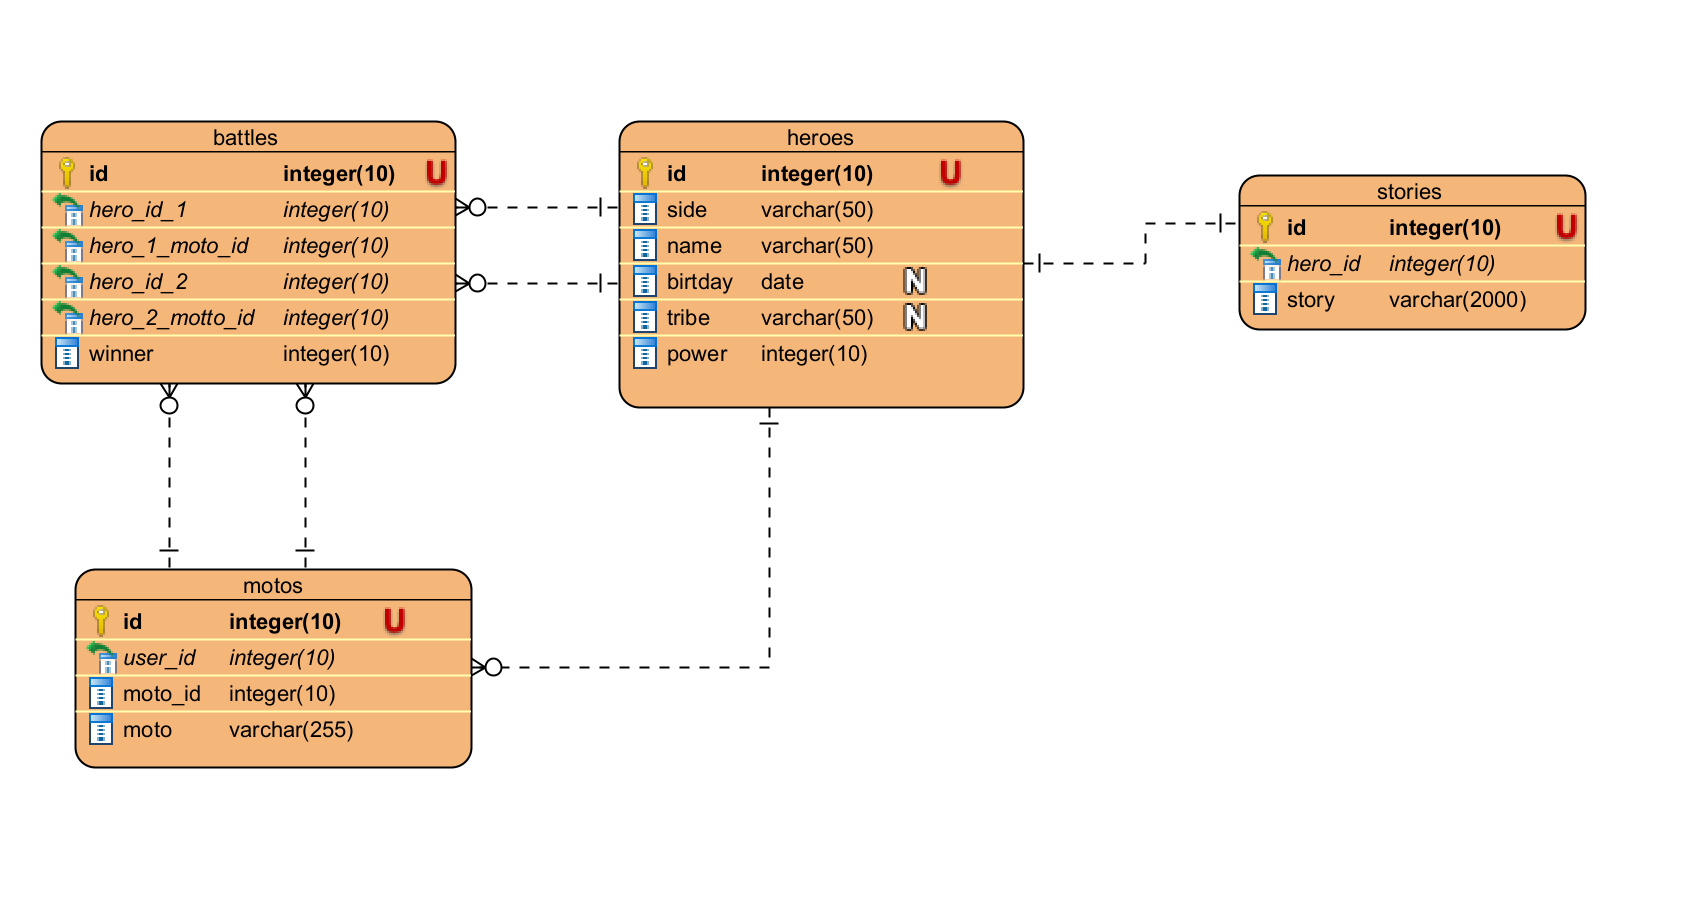 battles
id integer(10) U
hero_id_1 integer(10)
hero_1_moto_id integer(10)
hero_id_2 integer(10)
hero_2_motto_id integer(10)
winner integer(10)
heroes
id integer(10) U
side varchar(50)
name varchar(50)
birtday date N
tribe varchar(50) N
power integer(10)
stories
id integer(10) U
hero_id integer(10)
story varchar(2000)
motos
id integer(10) U
user_id integer(10)
moto_id integer(10)
moto varchar(255)